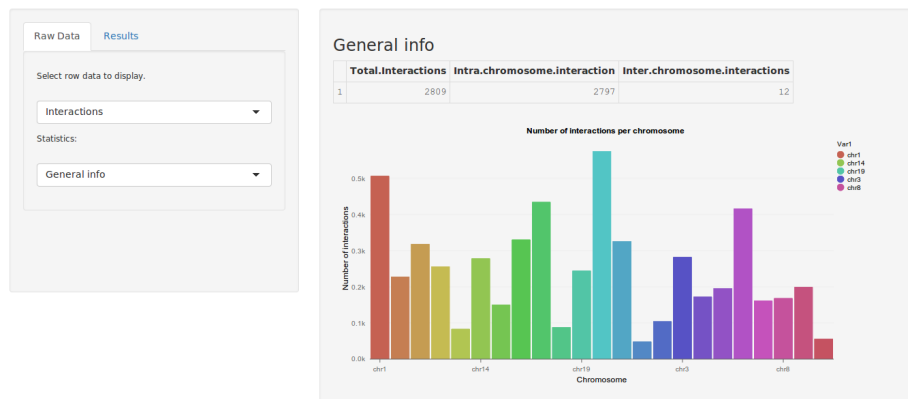 Raw Data Results
Select row data to display.
Interactions
Statistics:
General info
General info
Total.Interactions Intra.chromosome.interaction Inter.chromosome.interactions
1 2809 2797 12
Number of interactions per chromosome
Var1
chr1
chr14
chr19
chr3
chr8
Number of interactions
0.5k
0.4k
0.3k
0.2k
0.1k
0.0k
chr1 chr14 chr19 chr3 chr8
Chromosome